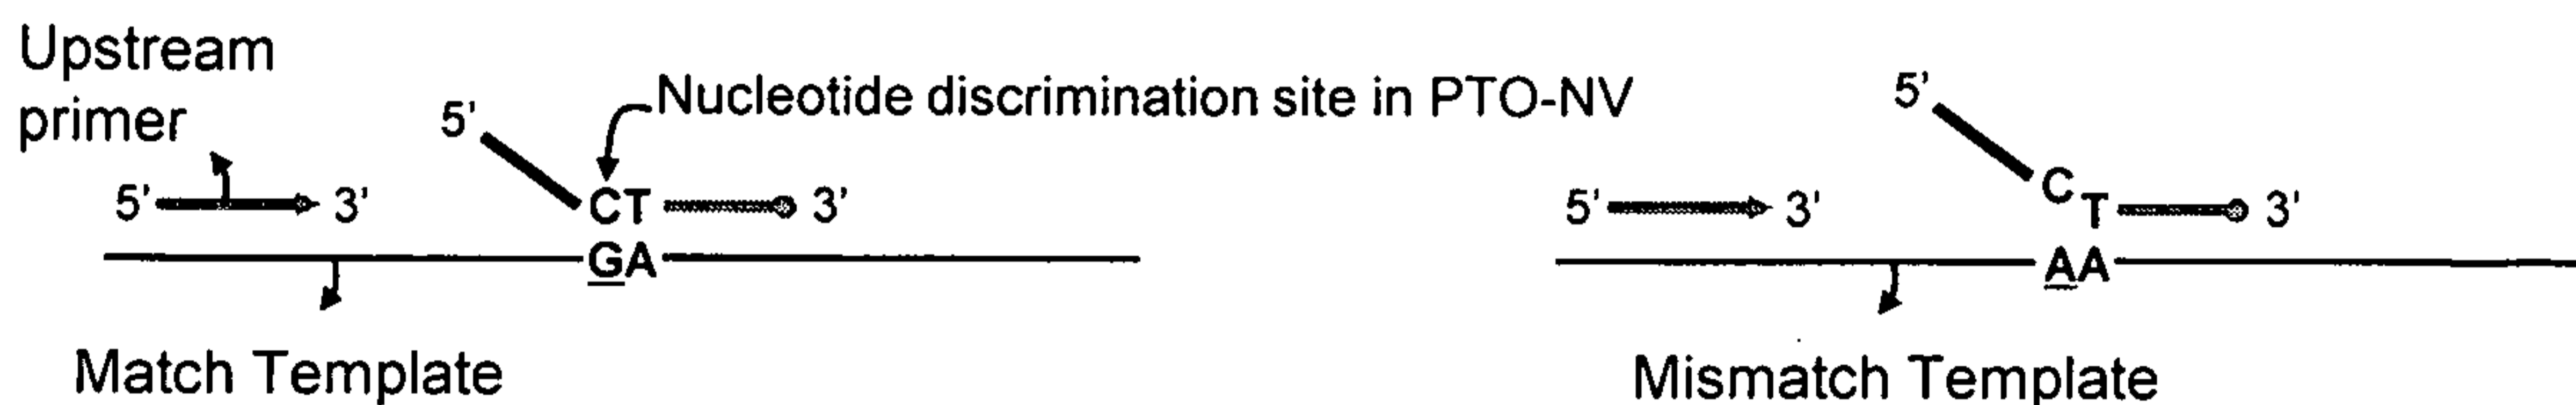 Upstream
primer
5'
3'
5'
Nucleotide discrimination site in PTO-NV
CT
3'
GA
Match Template
5'
3'
5'
C
T
3'
AA
Mismatch Template